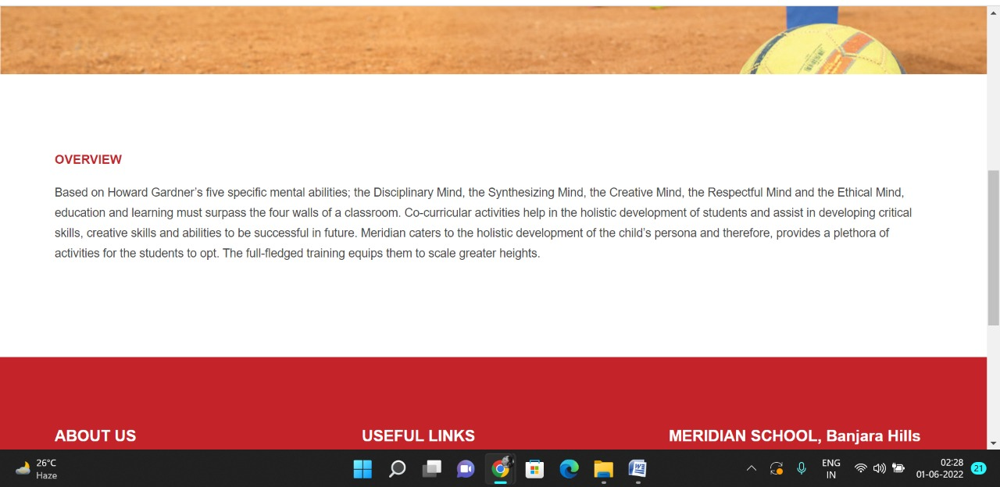 OVERVIEW
Based on Howard Gardner’s five specific mental abilities; the Disciplinary Mind, the Synthesizing Mind, the Creative Mind, the Respectful Mind and the Ethical Mind,
education and learning must surpass the four walls of a classroom. Co-curricular activities help in the holistic development of students and assist in developing critical
skills, creative skills and abilities to be successful in future. Meridian caters to the holistic development of the child’s persona and therefore, provides a plethora of
activities for the students to opt. The full-fledged training equips them to scale greater heights.
ABOUT US
USEFUL LINKS
MERIDIAN SCHOOL, Banjara Hills
26°C
Haze
ENG
IN
02:28
01-06-2022
21